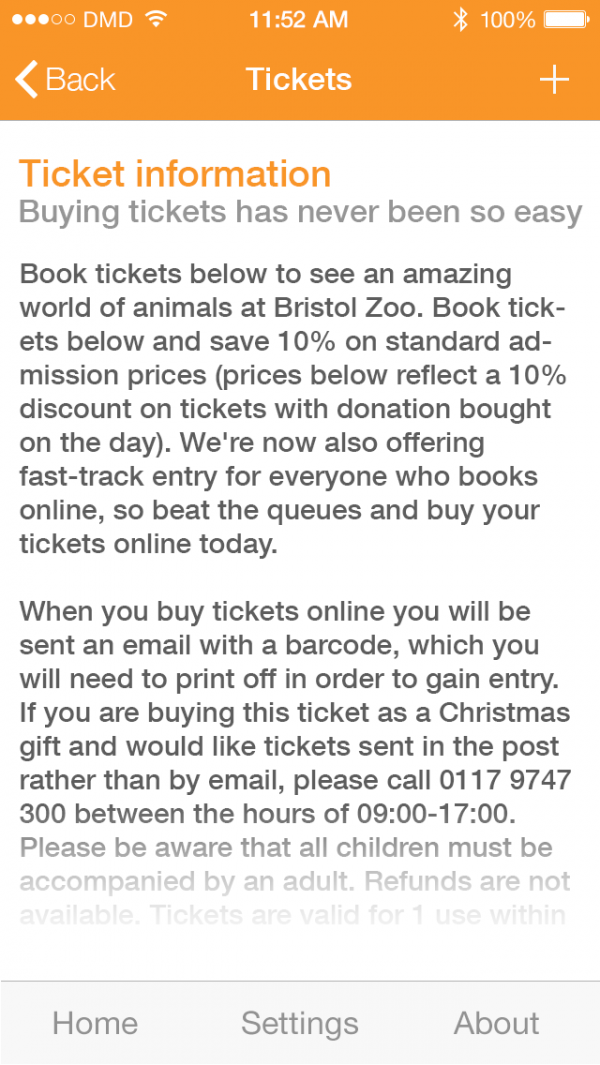 DMD 11:52 AM 100%
Back Tickets +
Ticket information
Buying tickets has never been so easy
Book tickets below to see an amazing
world of animals at Bristol Zoo. Book tick-
ets below and save 10% on standard ad-
mission prices (prices below reflect a 10%
discount on tickets with donation bought
on the day). We're now also offering
fast-track entry for everyone who books
online, so beat the queues and buy your
tickets online today.
When you buy tickets online you will be
sent an email with a barcode, which you
will need to print off in order to gain entry.
If you are buying this ticket as a Christmas
gift and would like tickets sent in the post
rather than by email, please call 0117 9747
300 between the hours of 09:00-17:00.
Please be aware that all children must be
accompanied by an adult. Refunds are not
available. Tickets are valid for 1 use within
Home Settings About